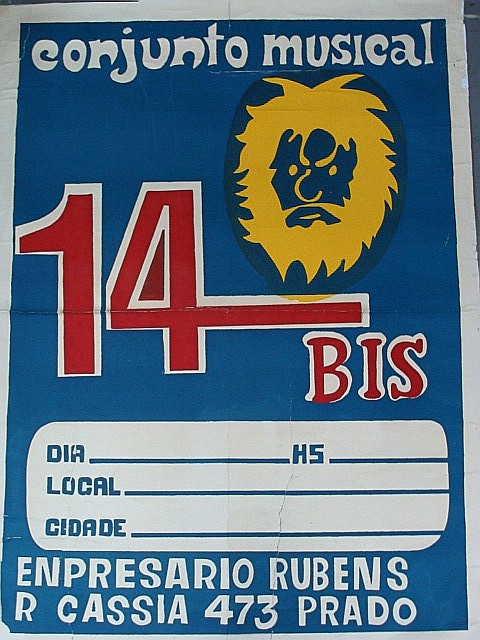 conjunto musical
14
BIS
DIA HS
LOCAL
CIDADE
ENPRESARIO RUBENS
R CASSIA 473 PRADO